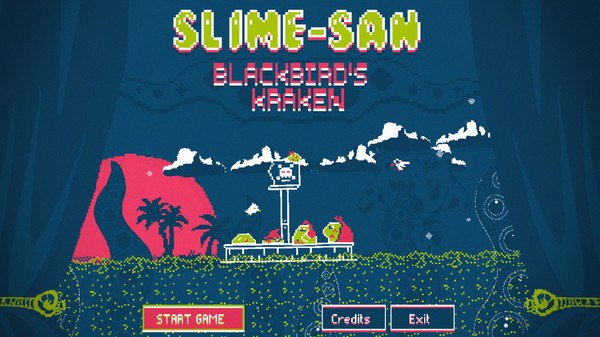 SLIME-SAN
BLACKBIRD'S
KRAKEN
START GAME
Credits
Exit